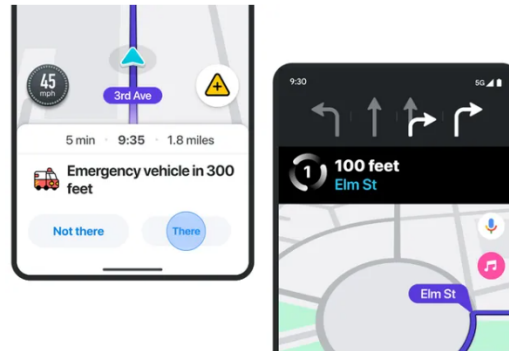 45
mph
3rd Ave
5 min · 9:35 · 1.8 miles
Emergency vehicle in 300
feet
Not there
There
9:30
5G
1
100 feet
Elm St
Elm St